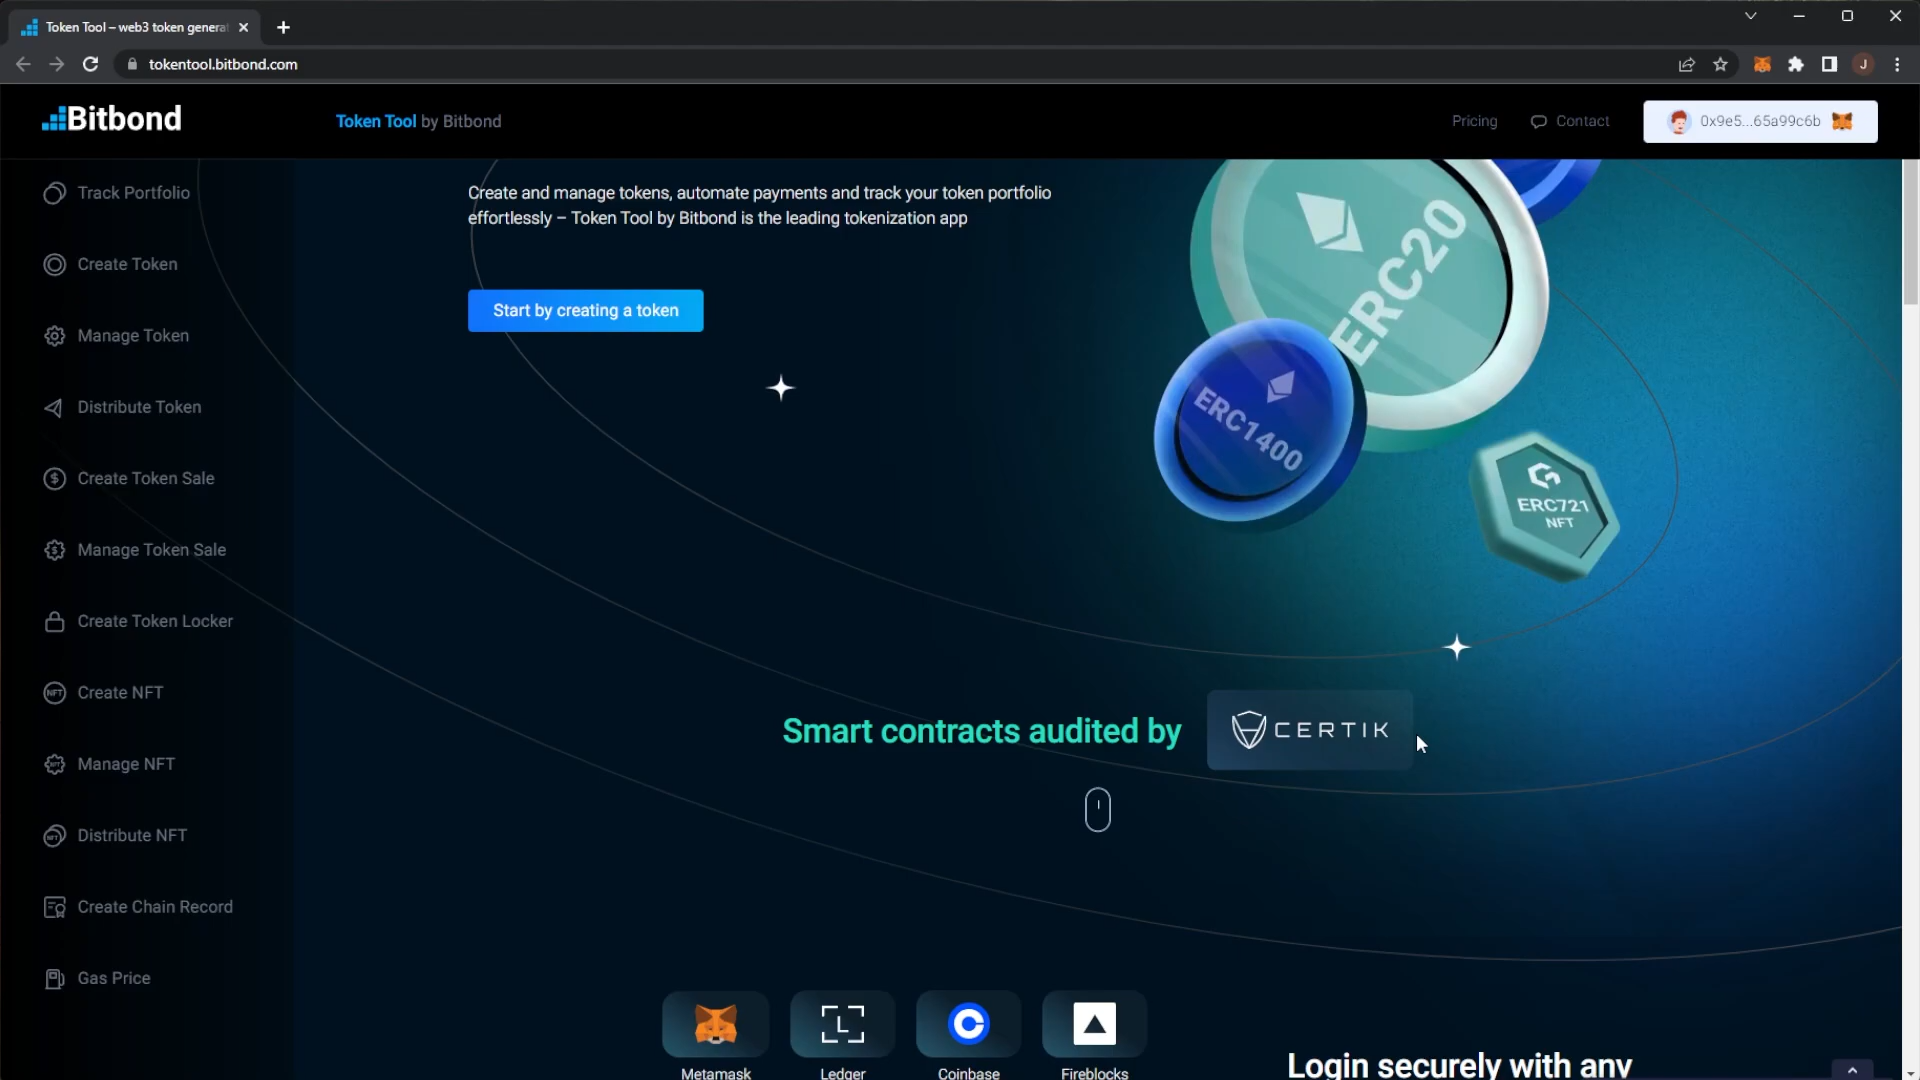 Token Tool – web3 token genera
tokentool.bitbond.com
J
Bitbond
Token Tool by Bitbond
Pricing
Contact
0x9e5...65a99c6b
Track Portfolio
Create Token
Manage Token
Distribute Token
Create Token Sale
Manage Token Sale
Create Token Locker
NFT
Create NFT
Manage NFT
Distribute NFT
Create Chain Record
Gas Price
Create and manage tokens, automate payments and track your token portfolio
effortlessly – Token Tool by Bitbond is the leading tokenization app
Start by creating a token
ERC20
ERC1400
ERC721
NFT
Smart contracts audited by
CERTIK
Metamask
Ledger
Coinbase
Fireblocks
Login securely with any